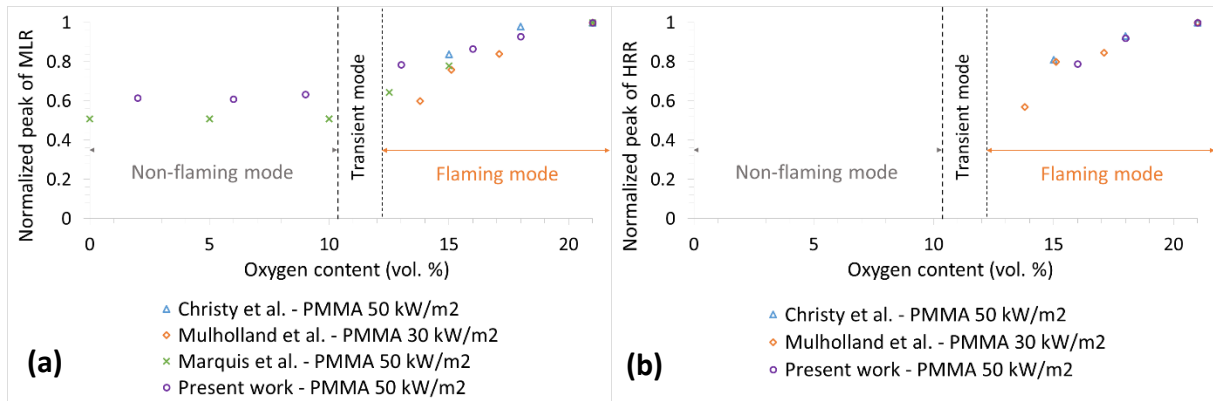 Normalized peak of MLR
1
0.8
0.6
0.4
0.2
0
Transient mode
Non-flaming mode
Flaming mode
0
5
10
15
20
Oxygen content (vol. %)
Christy et al. - PMMA 50 kW/m2
Mulholland et al. - PMMA 30 kW/m2
Marquis et al. - PMMA 50 kW/m2
Present work - PMMA 50 kW/m2
(a)
Normalized peak of HRR
1
0.8
0.6
0.4
0.2
0
Transient mode
Non-flaming mode
Flaming mode
0
5
10
15
20
Oxygen content (vol. %)
Christy et al. - PMMA 50 kW/m2
Mulholland et al. - PMMA 30 kW/m2
Present work - PMMA 50 kW/m2
(b)